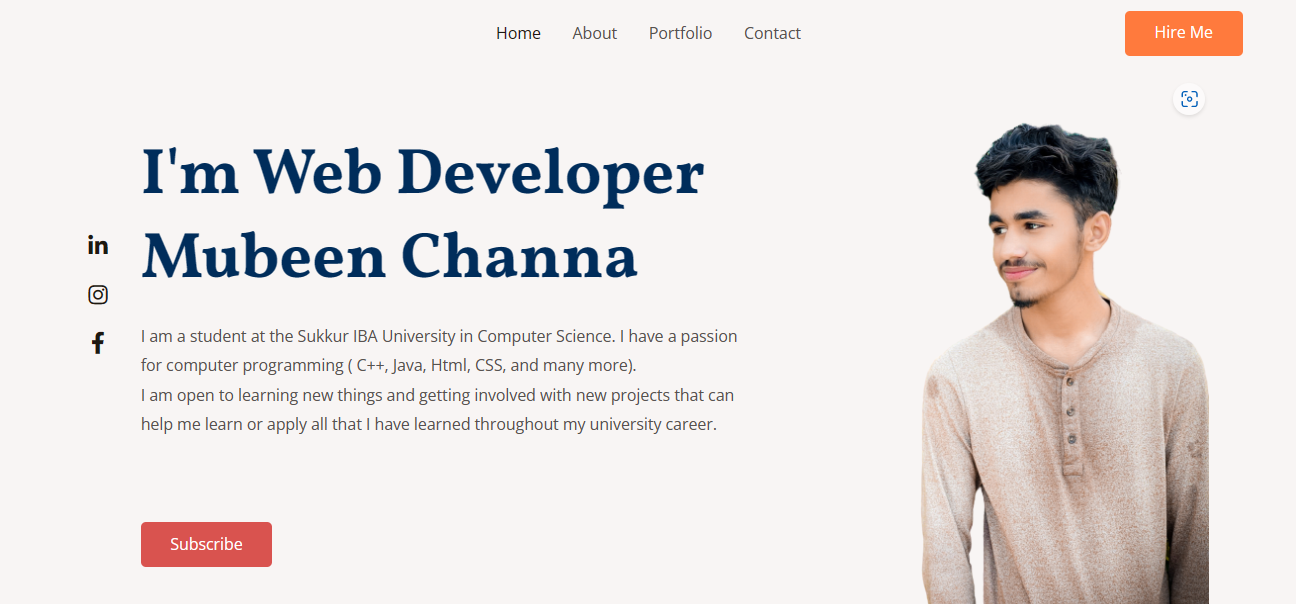 Home About Portfolio Contact Hire Me
I'm Web Developer
Mubeen Channa
in
I am a student at the Sukkur IBA University in Computer Science. I have a passion
for computer programming ( C++, Java, Html, CSS, and many more).
I am open to learning new things and getting involved with new projects that can
help me learn or apply all that I have learned throughout my university career.
Subscribe